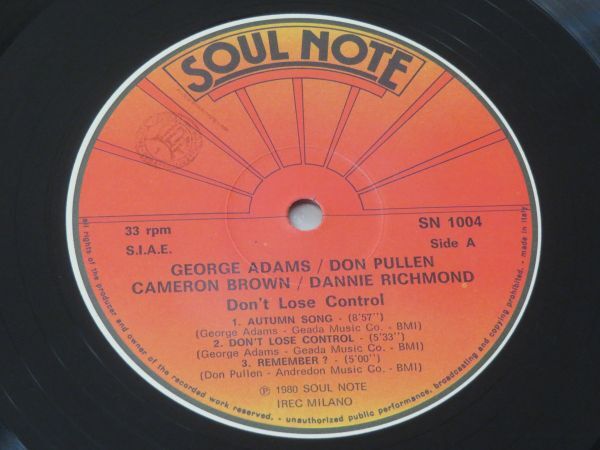 SOUL NOTE
33 rpm
S.I.A.E.
SN 1004
Side A
GEORGE ADAMS / DON PULLEN
CAMERON BROWN / DANNIE RICHMOND
Don't Lose Control
1. AUTUMN SONG - (8'57")
(George Adams - Geada Music Co. - BMI)
2. DON'T LOSE CONTROL - (5'33")
(George Adams - Geada Music Co. - BMI)
3. REMEMBER? - (5'00")
(Don Pullen - Andredon Music Co. - BMI)
℗ 1980 SOUL NOTE
IREC MILANO
all rights of the producer and owner of the recorded work reserved - unauthorized public performance, broadcasting and copying prohibited. made in italy